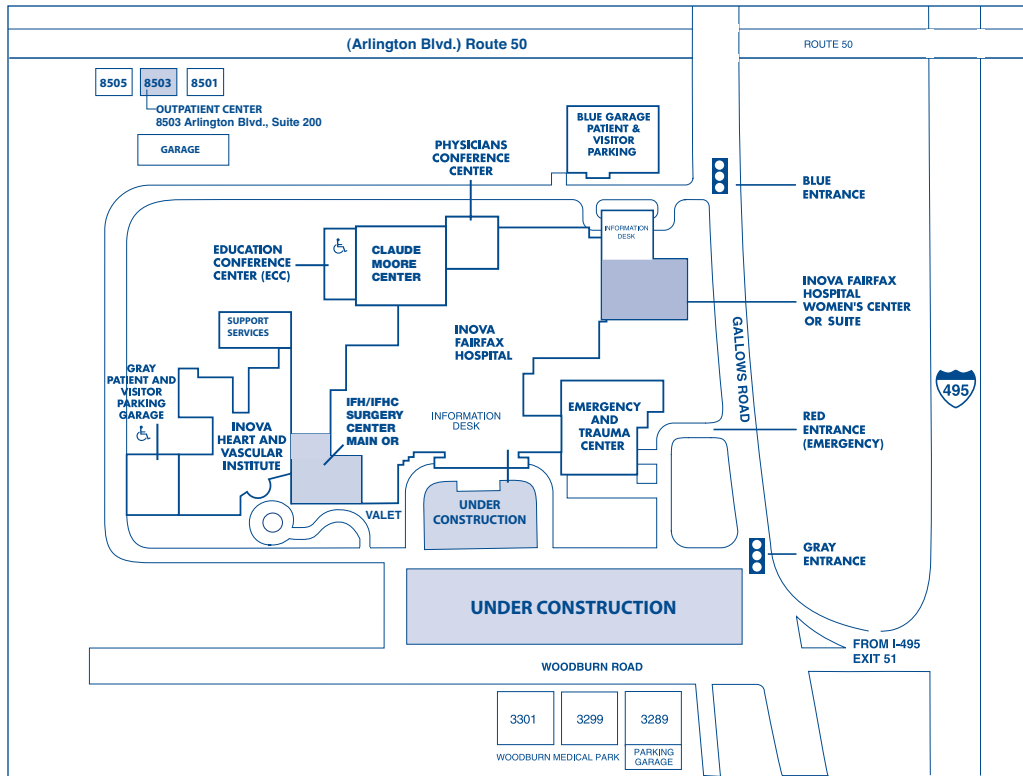 (Arlington Blvd.) Route 50
ROUTE 50
8505
8503
8501
OUTPATIENT CENTER
8503 Arlington Blvd., Suite 200
GARAGE
BLUE GARAGE
PATIENT &
VISITOR
PARKING
PHYSICIANS
CONFERENCE
CENTER
BLUE
ENTRANCE
INFORMATION
DESK
EDUCATION
CONFERENCE
CENTER (ECC)
CLAUDE
MOORE
CENTER
INOVA FAIRFAX
HOSPITAL
WOMEN'S CENTER
OR SUITE
SUPPORT
SERVICES
INOVA
FAIRFAX
HOSPITAL
GALLOWS ROAD
495
GRAY
PATIENT AND
VISITOR
PARKING
GARAGE
IFH/IFHC
SURGERY
CENTER
MAIN OR
INFORMATION
DESK
EMERGENCY
AND
TRAUMA
CENTER
RED
ENTRANCE
(EMERGENCY)
INOVA
HEART AND
VASCULAR
INSTITUTE
VALET
UNDER
CONSTRUCTION
GRAY
ENTRANCE
UNDER CONSTRUCTION
FROM I-495
EXIT 51
WOODBURN ROAD
3301
3299
3289
WOODBURN MEDICAL PARK
PARKING
GARAGE